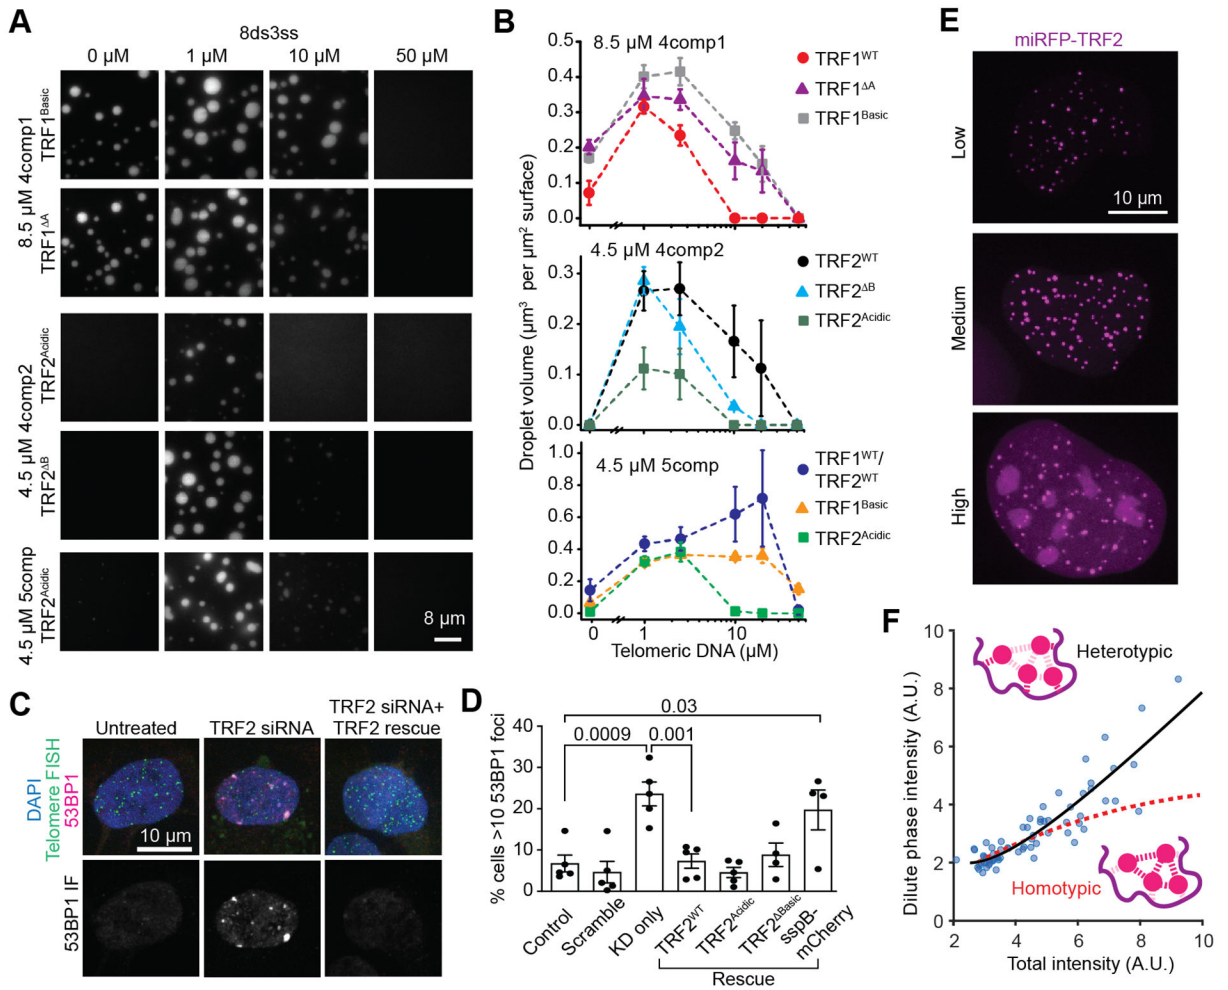 A
8ds3ss
0 μM 1 μM 10 μM 50 μM
8.5 μM 4comp1
TRF1Basic
TRF1ΔA
4.5 μM 4comp2
TRF2Acidic
TRF2ΔB
4.5 μM 5comp
TRF2Acidic
8 μm
B
Droplet volume (μm³ per μm² surface)
0.5
0.4
0.3
0.2
0.1
0.0
8.5 μM 4comp1
TRF1WT
TRF1ΔA
TRF1Basic
0.3
0.2
0.1
0.0
4.5 μM 4comp2
TRF2WT
TRF2ΔB
TRF2Acidic
1.0
0.8
0.6
0.4
0.2
0.0
4.5 μM 5comp
TRF1WT/
TRF2WT
TRF1Basic
TRF2Acidic
0 1 10
Telomeric DNA (μM)
C
Untreated
TRF2 siRNA
TRF2 siRNA+
TRF2 rescue
DAPI
Telomere FISH
53BP1
10 μm
53BP1 IF
D
% cells >10 53BP1 foci
40
30
20
10
0
0.03
0.0009
0.001
Control
Scramble
KD only
TRF2WT
TRF2Acidic
TRF2ΔBasic
sspB-
mCherry
Rescue
E
miRFP-TRF2
Low
10 μm
Medium
High
F
Dilute phase intensity (A.U.)
10
8
6
4
2
0
Heterotypic
Homotypic
2 4 6 8 10
Total intensity (A.U.)